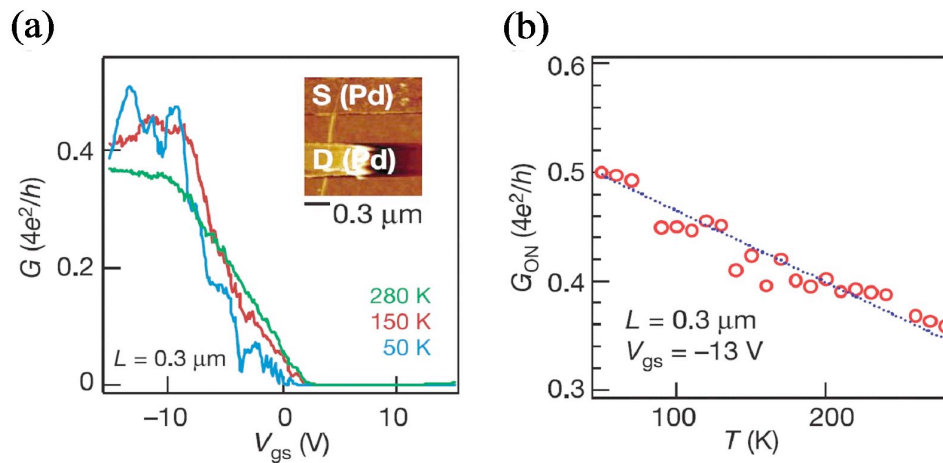 (a)
G (4e²/h)
0.4
0.2
0
S (Pd)
D (Pd)
0.3 μm
280 K
150 K
50 K
L = 0.3 μm
−10
0
10
V_gs (V)
(b)
G_ON (4e²/h)
0.6
0.5
0.4
0.3
L = 0.3 μm
V_gs = −13 V
100
200
T (K)